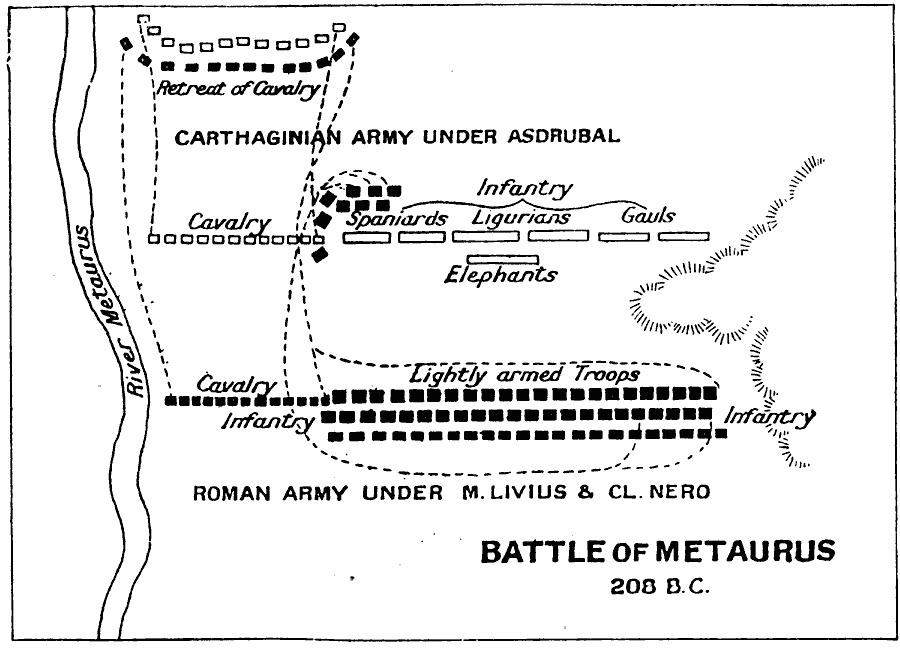 Retreat of Cavalry
CARTHAGINIAN ARMY UNDER ASDRUBAL
Infantry
Cavalry
Spaniards Ligurians Gauls
Elephants
River Metaurus
Lightly armed Troops
Cavalry
Infantry
Infantry
ROMAN ARMY UNDER M. LIVIUS & CL. NERO
BATTLE OF METAURUS
208 B.C.